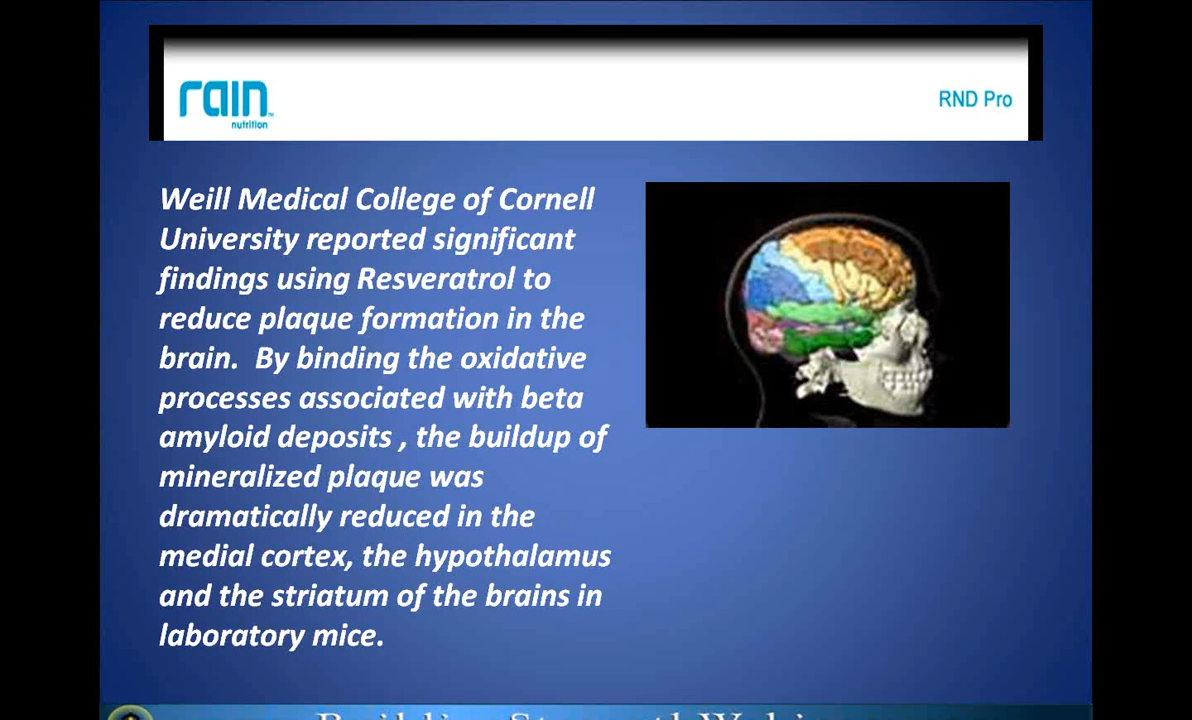 rain
nutrition
RND Pro
Weill Medical College of Cornell
University reported significant
findings using Resveratrol to
reduce plaque formation in the
brain.  By binding the oxidative
processes associated with beta
amyloid deposits , the buildup of
mineralized plaque was
dramatically reduced in the
medial cortex, the hypothalamus
and the striatum of the brains in
laboratory mice.